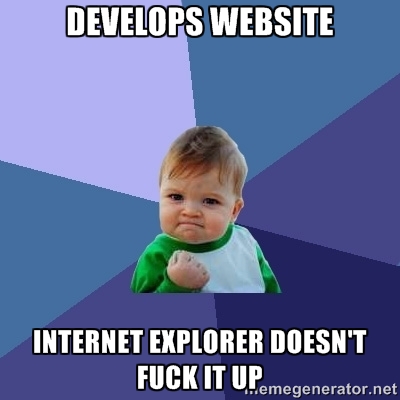 DEVELOPS WEBSITE
INTERNET EXPLORER DOESN'T
FUCK IT UP
memegenerator.net